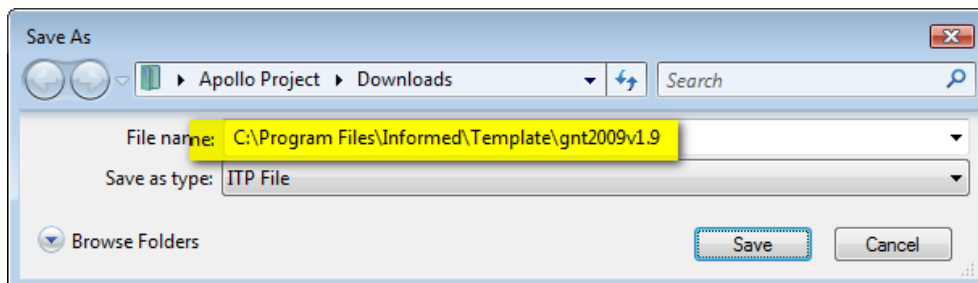 Save As
Apollo Project Downloads Search
File name: C:\Program Files\Informed\Template\gnt2009v1.9
Save as type: ITP File
Browse Folders Save Cancel